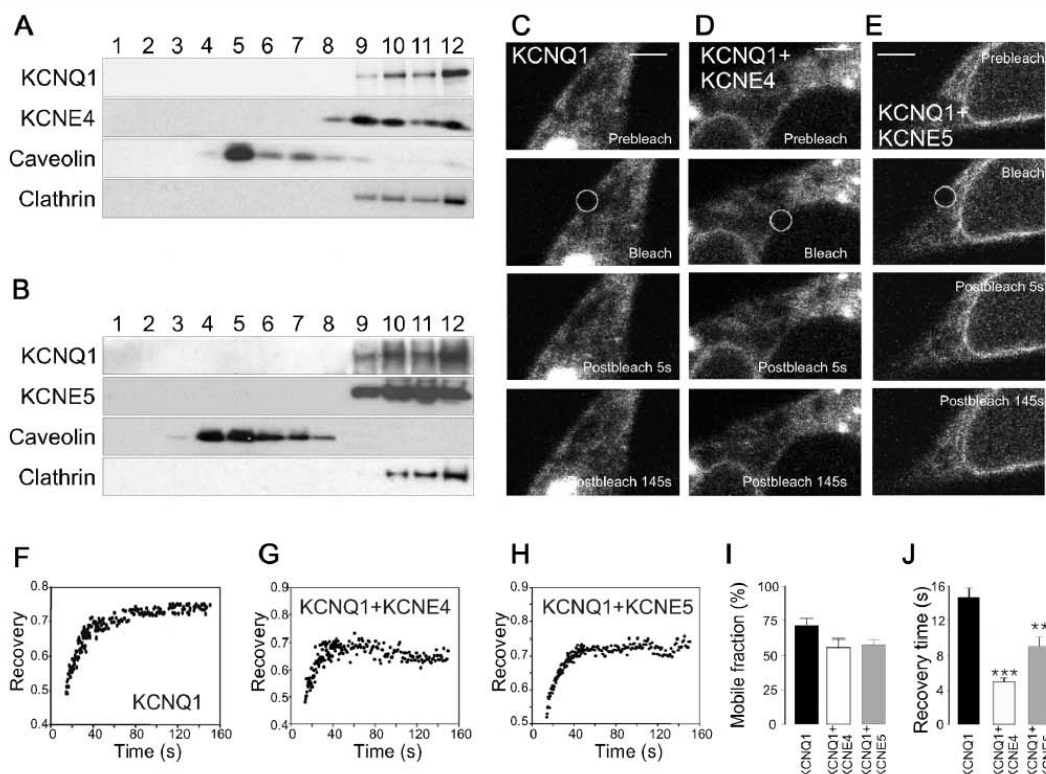 A
1 2 3 4 5 6 7 8 9 10 11 12
KCNQ1
KCNE4
Caveolin
Clathrin
B
1 2 3 4 5 6 7 8 9 10 11 12
KCNQ1
KCNE5
Caveolin
Clathrin
C
KCNQ1
Prebleach
Bleach
Postbleach 5s
Postbleach 145s
D
KCNQ1+
KCNE4
Prebleach
Bleach
Postbleach 5s
Postbleach 145s
E
Prebleach
KCNQ1+
KCNE5
Bleach
Postbleach 5s
Postbleach 145s
F
Recovery
0.8
0.7
0.6
0.5
0.4
KCNQ1
0 40 80 120 160
Time (s)
G
Recovery
0.9
0.8
0.7
0.6
0.5
0.4
KCNQ1+KCNE4
0 40 80 120 160
Time (s)
H
Recovery
0.9
0.8
0.7
0.6
0.5
KCNQ1+KCNE5
0 40 80 120 160
Time (s)
I
Mobile fraction (%)
100
75
50
25
0
KCNQ1
KCNQ1+
KCNE4
KCNQ1+
KCNE5
J
Recovery time (s)
16
12
8
4
0
***
**
KCNQ1
KCNQ1+
KCNE4
KCNQ1+
KCNE5